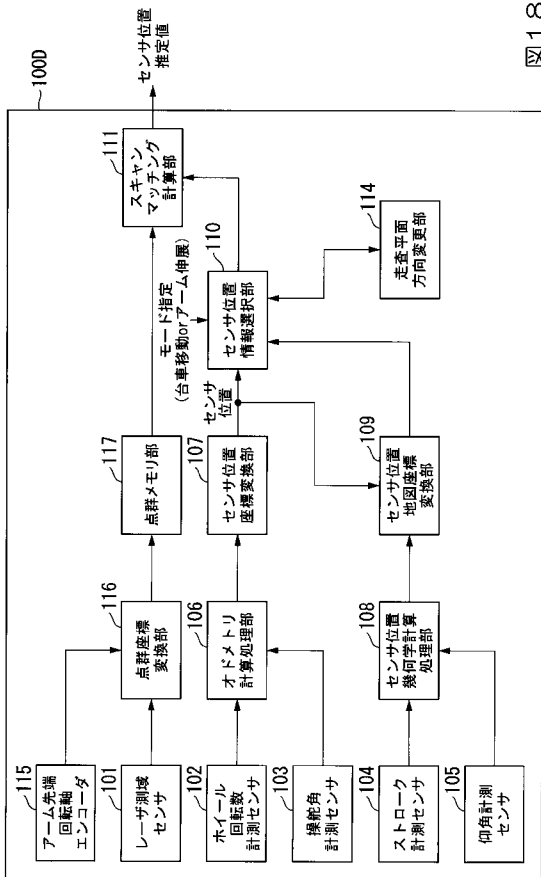 100D
115
アーム先端
回転軸
エンコーダ
101
レーザ測域
センサ
102
ホイール
回転数
計測センサ
103
操舵角
計測センサ
104
ストローク
計測センサ
105
仰角計測
センサ
116
点群座標
変換部
106
オドメトリ
計算処理部
108
センサ位置
幾何学計算
処理部
117
点群メモリ部
107
センサ位置
座標変換部
109
センサ位置
地図座標
変換部
センサ
位置
モード指定
(台車移動orアーム伸展)
110
センサ位置
情報選択部
111
スキャン
マッチング
計算部
114
走査平面
方向変更部
センサ位置
推定値
図18